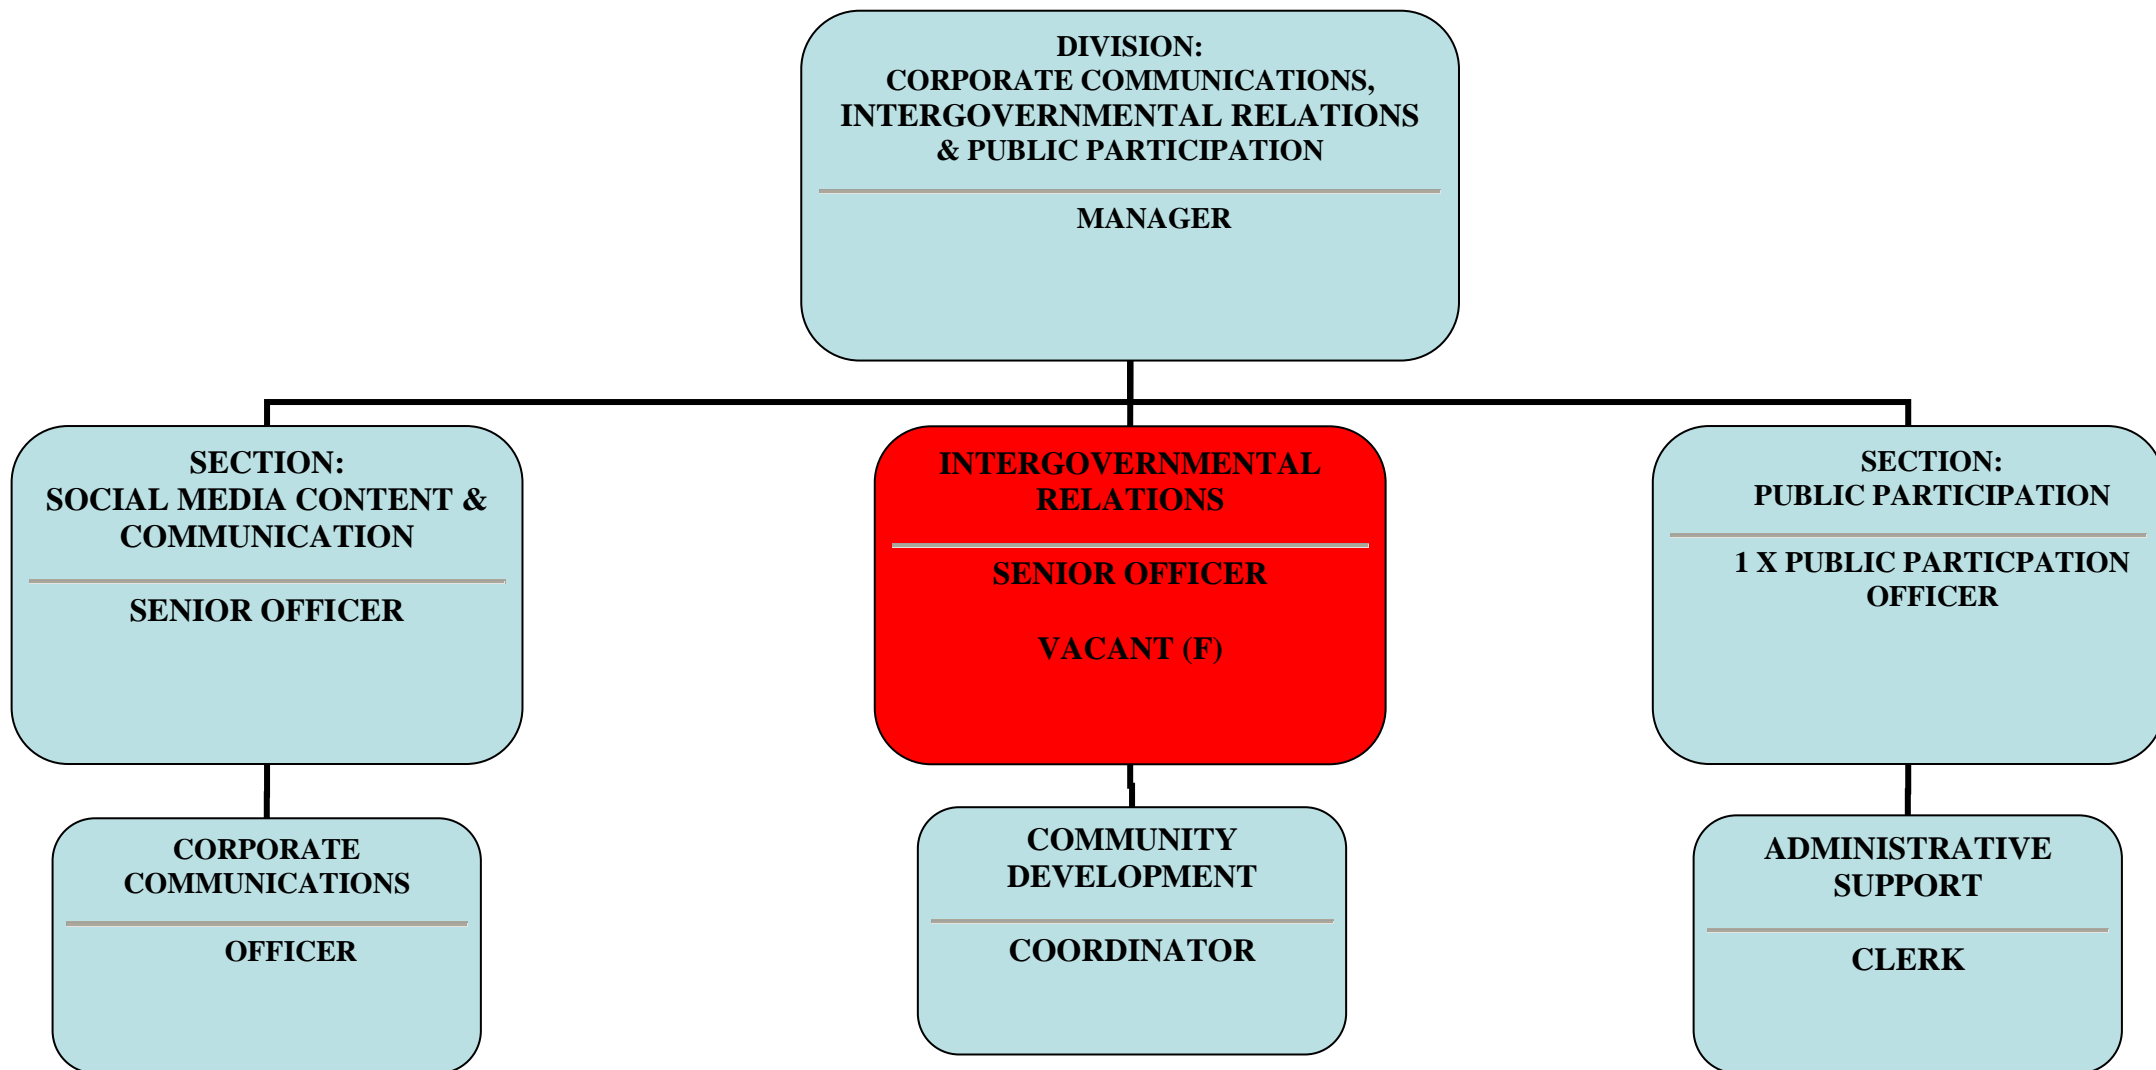 DIVISION:
CORPORATE COMMUNICATIONS,
INTERGOVERNMENTAL RELATIONS
& PUBLIC PARTICIPATION
MANAGER
SECTION:
SOCIAL MEDIA CONTENT &
COMMUNICATION
SENIOR OFFICER
INTERGOVERNMENTAL
RELATIONS
SENIOR OFFICER
VACANT (F)
SECTION:
PUBLIC PARTICIPATION
1 X PUBLIC PARTICPATION
OFFICER
CORPORATE
COMMUNICATIONS
OFFICER
COMMUNITY
DEVELOPMENT
COORDINATOR
ADMINISTRATIVE
SUPPORT
CLERK